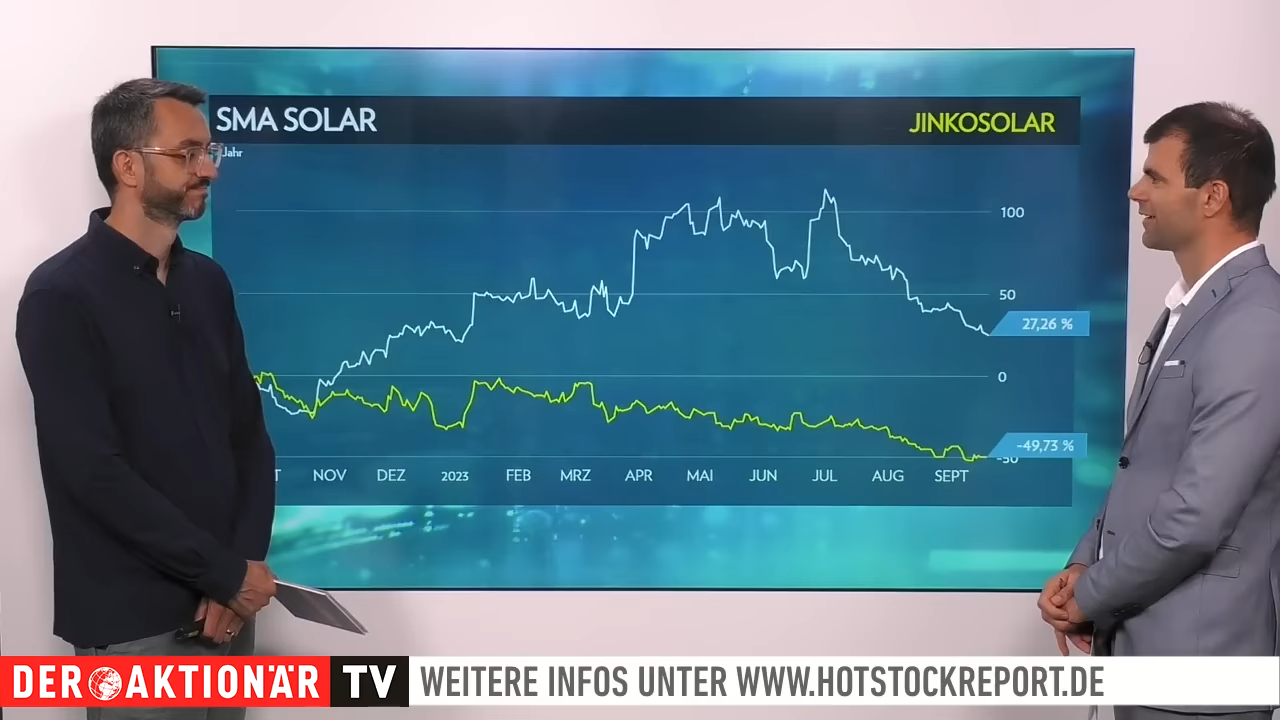 SMA SOLAR
JINKOSOLAR
Jahr
100
50
27,26 %
0
-49,73 %
-50
NOV DEZ 2023 FEB MRZ APR MAI JUN JUL AUG SEPT
DER AKTIONÄR TV WEITERE INFOS UNTER WWW.HOTSTOCKREPORT.DE